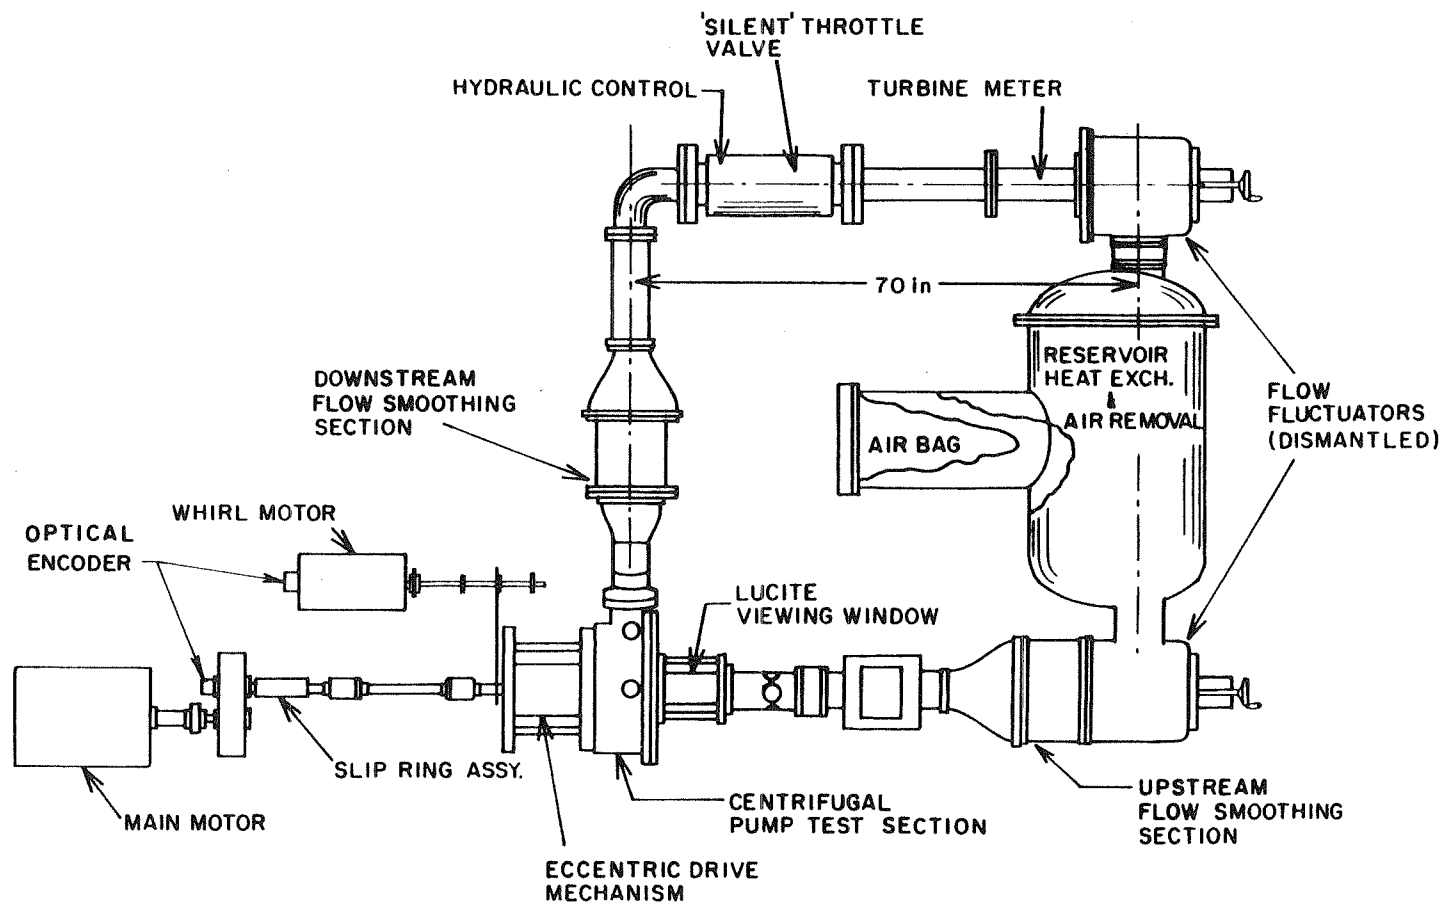 'SILENT' THROTTLE
VALVE
HYDRAULIC CONTROL
TURBINE METER
70 in
RESERVOIR
HEAT EXCH.
&
AIR REMOVAL
AIR BAG
FLOW
FLUCTUATORS
(DISMANTLED)
DOWNSTREAM
FLOW SMOOTHING
SECTION
WHIRL MOTOR
OPTICAL
ENCODER
LUCITE
VIEWING WINDOW
SLIP RING ASSY.
MAIN MOTOR
CENTRIFUGAL
PUMP TEST SECTION
UPSTREAM
FLOW SMOOTHING
SECTION
ECCENTRIC DRIVE
MECHANISM